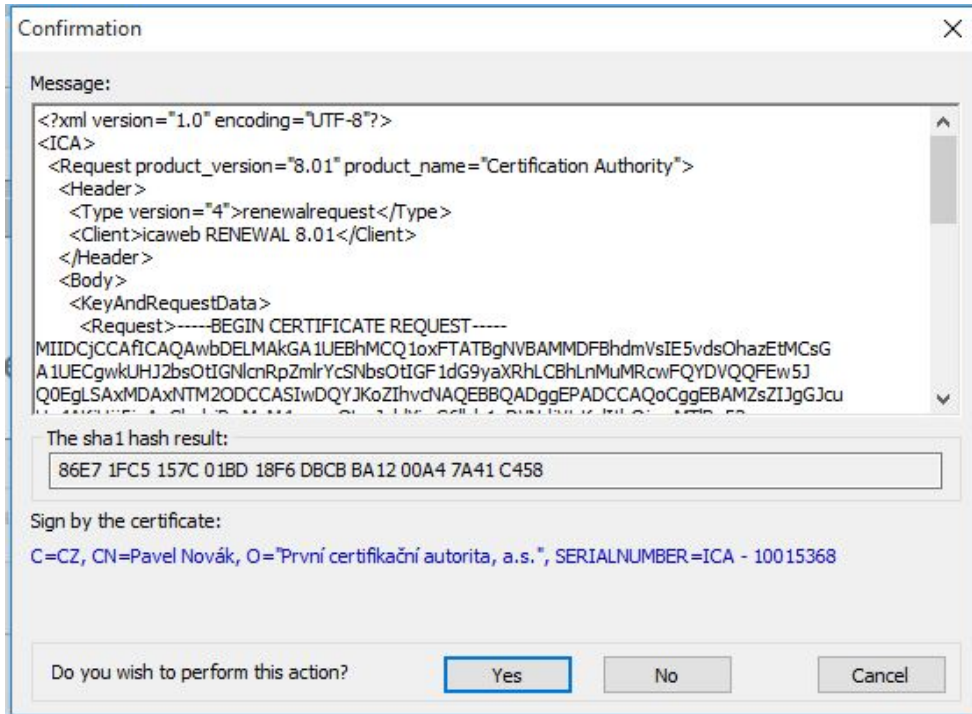 Confirmation
Message:
<?xml version="1.0" encoding="UTF-8"?>
<ICA>
<Request product_version="8.01" product_name="Certification Authority">
<Header>
<Type version="4">renewalrequest</Type>
<Client>icaweb RENEWAL 8.01</Client>
</Header>
<Body>
<KeyAndRequestData>
<Request>-----BEGIN CERTIFICATE REQUEST-----
MIIDCjCCAfICAQAwbDELMAkGA1UEBhMCQ1oxFTATBgNVBAMMDFBhdmVsIE5vdsOhazEtMCsG
A1UECgwkUHJ2bsOtIGNlcnRpZmlrYcSNbsOtIGF1dG9yaXRhLCBhLnMuMRcwFQYDVQQFEw5J
Q0EgLSAxMDAxNTM2ODCCASIwDQYJKoZIhvcNAQEBBQADggEPADCCAQoCggEBAMZsZIJgGJcu
The sha1 hash result:
86E7 1FC5 157C 01BD 18F6 DBCB BA12 00A4 7A41 C458
Sign by the certificate:
C=CZ, CN=Pavel Novák, O="První certifikační autorita, a.s.", SERIALNUMBER=ICA - 10015368
Do you wish to perform this action?
Yes
No
Cancel